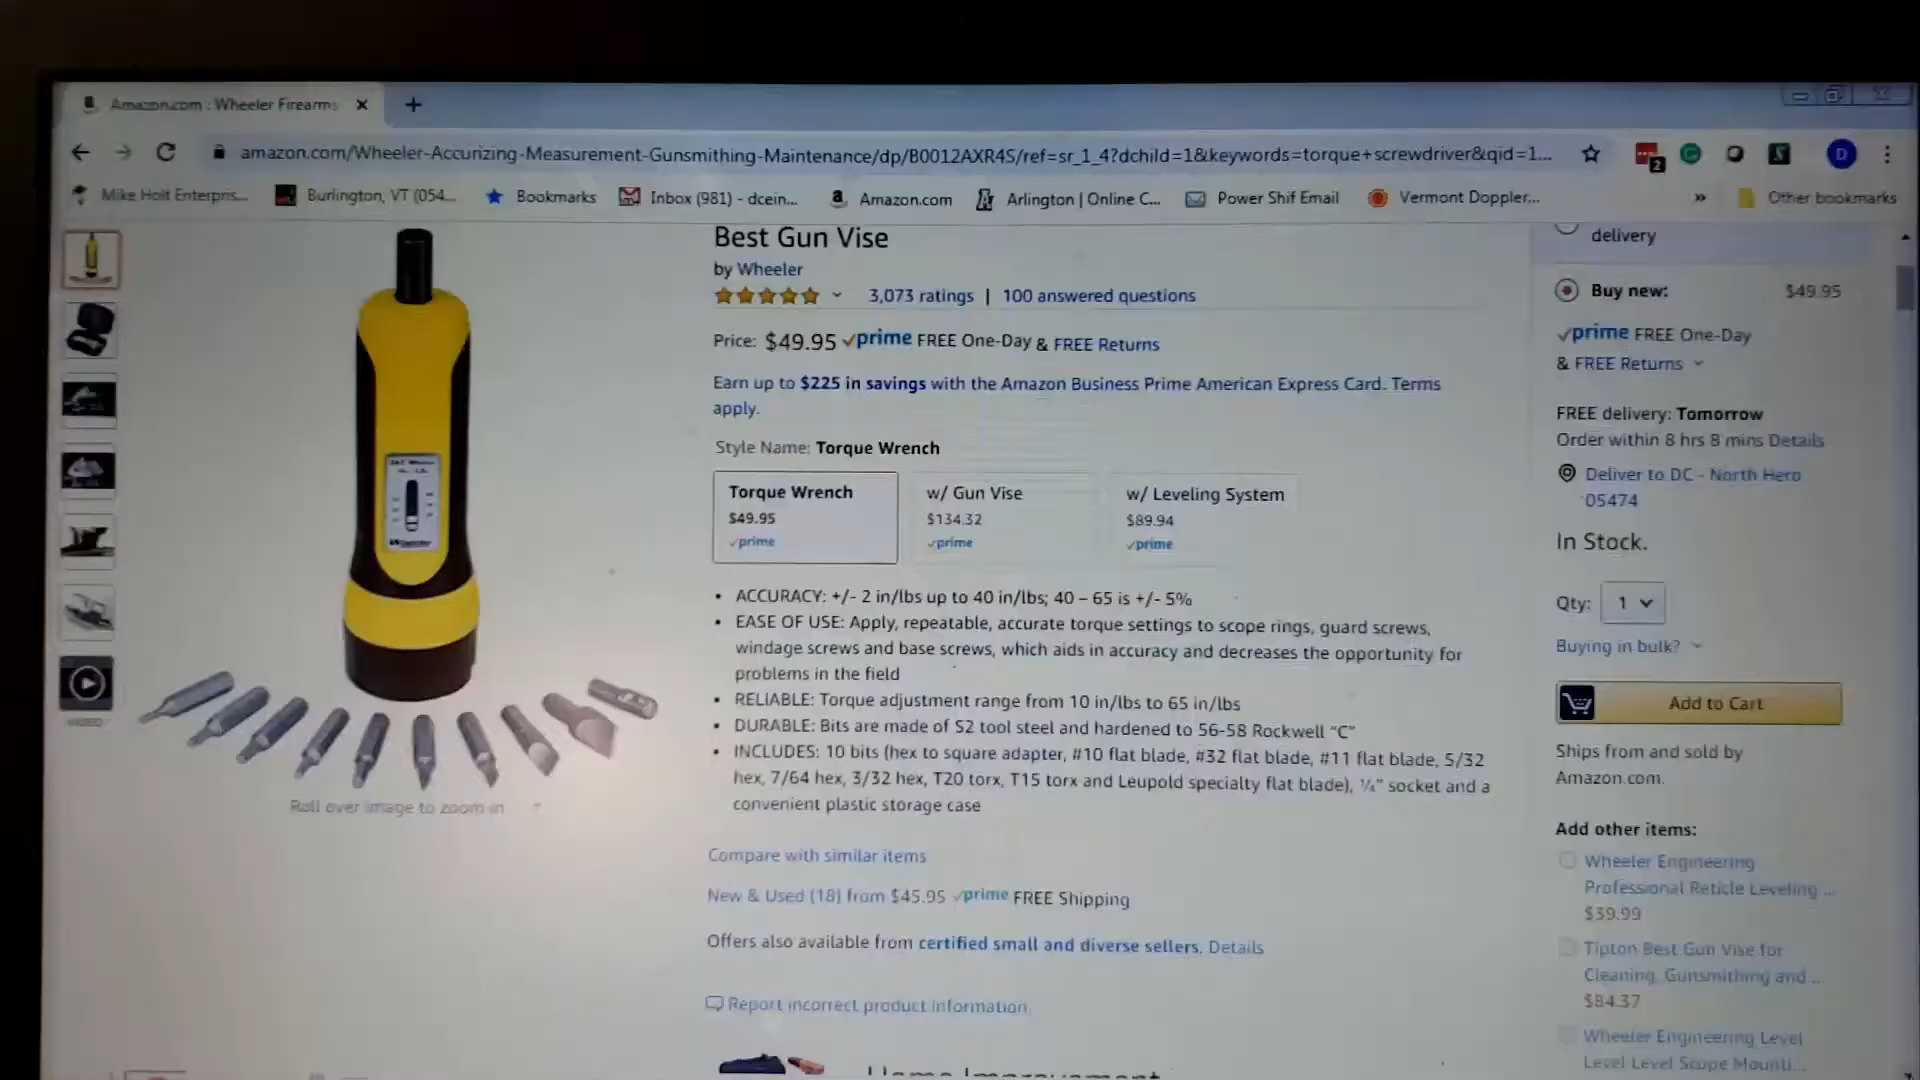 Amazon.com : Wheeler Firearms
amazon.com/Wheeler-Accurizing-Measurement-Gunsmithing-Maintenance/dp/B0012AXR4S/ref=sr_1_4?dchild=1&keywords=torque+screwdriver&qid=1...
2
D
Mike Holt Enterpris...
Burlington, VT (054...
Bookmarks
Inbox (981) - dcein...
Amazon.com
Arlington | Online C...
Power Shif Email
Vermont Doppler...
»
Other bookmarks
Best Gun Vise
by Wheeler
3,073 ratings | 100 answered questions
Price: $49.95 prime FREE One-Day & FREE Returns
Earn up to $225 in savings with the Amazon Business Prime American Express Card. Terms
apply.
Style Name: Torque Wrench
Torque Wrench
$49.95
prime
w/ Gun Vise
$134.32
prime
w/ Leveling System
$89.94
prime
• ACCURACY: +/- 2 in/lbs up to 40 in/lbs; 40 – 65 is +/- 5%
• EASE OF USE: Apply, repeatable, accurate torque settings to scope rings, guard screws,
windage screws and base screws, which aids in accuracy and decreases the opportunity for
problems in the field
• RELIABLE: Torque adjustment range from 10 in/lbs to 65 in/lbs
• DURABLE: Bits are made of S2 tool steel and hardened to 56-58 Rockwell “C”
• INCLUDES: 10 bits (hex to square adapter, #10 flat blade, #32 flat blade, #11 flat blade, 5/32
hex, 7/64 hex, 3/32 hex, T20 torx, T15 torx and Leupold specialty flat blade), ¼" socket and a
convenient plastic storage case
Compare with similar items
New & Used (18) from $45.95 prime FREE Shipping
Offers also available from certified small and diverse sellers. Details
Report incorrect product information.
VIDEO
Roll over image to zoom in
delivery
Buy new: $49.95
prime FREE One-Day
& FREE Returns
FREE delivery: Tomorrow
Order within 8 hrs 8 mins Details
Deliver to DC - North Hero
05474
In Stock.
Qty: 1
Buying in bulk?
Add to Cart
Ships from and sold by
Amazon.com.
Add other items:
Wheeler Engineering
Professional Reticle Leveling ...
$39.99
Tipton Best Gun Vise for
Cleaning, Gunsmithing and ...
$84.37
Wheeler Engineering Level
Level Level Scope Mounti...